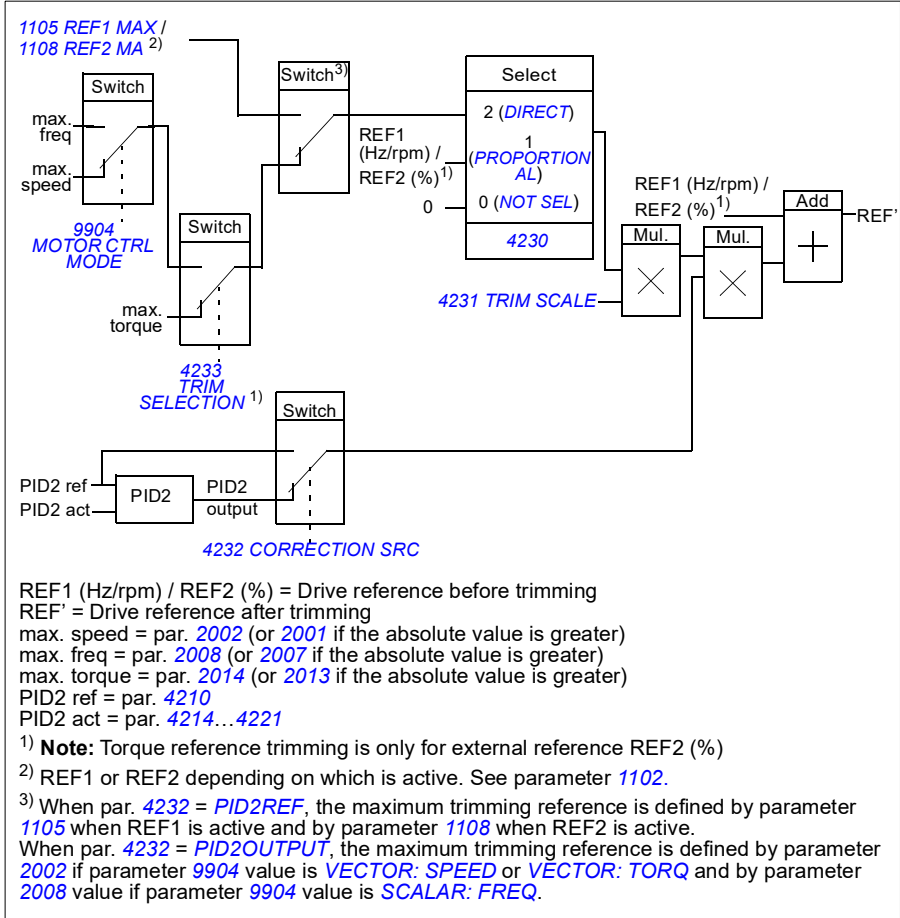 1105 REF1 MAX /
1108 REF2 MA 2)
Switch
Switch3)
Select
max.
freq
max.
speed
2 (DIRECT)
REF1
(Hz/rpm) /
REF2 (%)1)
1
(PROPORTION
AL)
0
0 (NOT SEL)
4230
9904
MOTOR CTRL
MODE
Switch
max.
torque
4233
TRIM
SELECTION 1)
REF1 (Hz/rpm) /
REF2 (%)1)
Add
+
REF'
Mul.
Mul.
4231 TRIM SCALE
Switch
PID2 ref
PID2 act
PID2
PID2
output
4232 CORRECTION SRC
REF1 (Hz/rpm) / REF2 (%) = Drive reference before trimming
REF’ = Drive reference after trimming
max. speed = par. 2002 (or 2001 if the absolute value is greater)
max. freq = par. 2008 (or 2007 if the absolute value is greater)
max. torque = par. 2014 (or 2013 if the absolute value is greater)
PID2 ref = par. 4210
PID2 act = par. 4214…4221
1) Note: Torque reference trimming is only for external reference REF2 (%)
2) REF1 or REF2 depending on which is active. See parameter 1102.
3) When par. 4232 = PID2REF, the maximum trimming reference is defined by parameter
1105 when REF1 is active and by parameter 1108 when REF2 is active.
When par. 4232 = PID2OUTPUT, the maximum trimming reference is defined by parameter
2002 if parameter 9904 value is VECTOR: SPEED or VECTOR: TORQ and by parameter
2008 value if parameter 9904 value is SCALAR: FREQ.